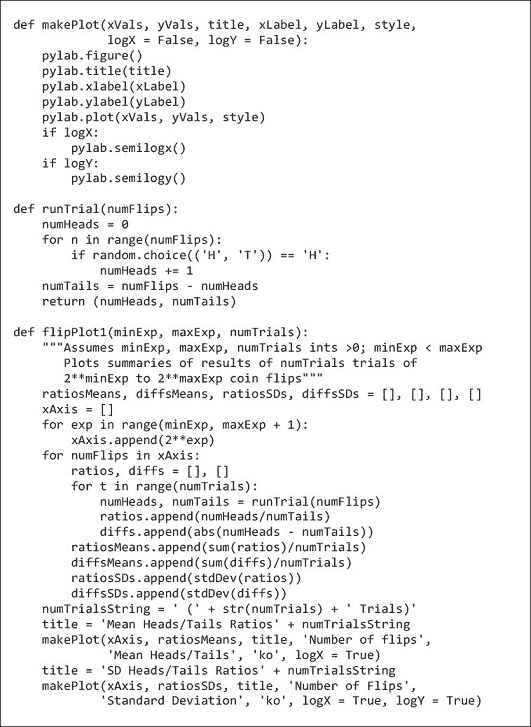 def makePlot(xVals, yVals, title, xLabel, yLabel, style,
             logX = False, logY = False):
    pylab.figure()
    pylab.title(title)
    pylab.xlabel(xLabel)
    pylab.ylabel(yLabel)
    pylab.plot(xVals, yVals, style)
    if logX:
        pylab.semilogx()
    if logY:
        pylab.semilogy()

def runTrial(numFlips):
    numHeads = 0
    for n in range(numFlips):
        if random.choice(('H', 'T')) == 'H':
            numHeads += 1
    numTails = numFlips - numHeads
    return (numHeads, numTails)

def flipPlot1(minExp, maxExp, numTrials):
    """Assumes minExp, maxExp, numTrials ints >0; minExp < maxExp
       Plots summaries of results of numTrials trials of
       2**minExp to 2**maxExp coin flips"""
    ratiosMeans, diffsMeans, ratiosSDs, diffsSDs = [], [], [], []
    xAxis = []
    for exp in range(minExp, maxExp + 1):
        xAxis.append(2**exp)
    for numFlips in xAxis:
        ratios, diffs = [], []
        for t in range(numTrials):
            numHeads, numTails = runTrial(numFlips)
            ratios.append(numHeads/numTails)
            diffs.append(abs(numHeads - numTails))
        ratiosMeans.append(sum(ratios)/numTrials)
        diffsMeans.append(sum(diffs)/numTrials)
        ratiosSDs.append(stdDev(ratios))
        diffsSDs.append(stdDev(diffs))
    numTrialsString = ' (' + str(numTrials) + ' Trials)'
    title = 'Mean Heads/Tails Ratios' + numTrialsString
    makePlot(xAxis, ratiosMeans, title, 'Number of flips',
             'Mean Heads/Tails', 'ko', logX = True)
    title = 'SD Heads/Tails Ratios' + numTrialsString
    makePlot(xAxis, ratiosSDs, title, 'Number of Flips',
            'Standard Deviation', 'ko', logX = True, logY = True)